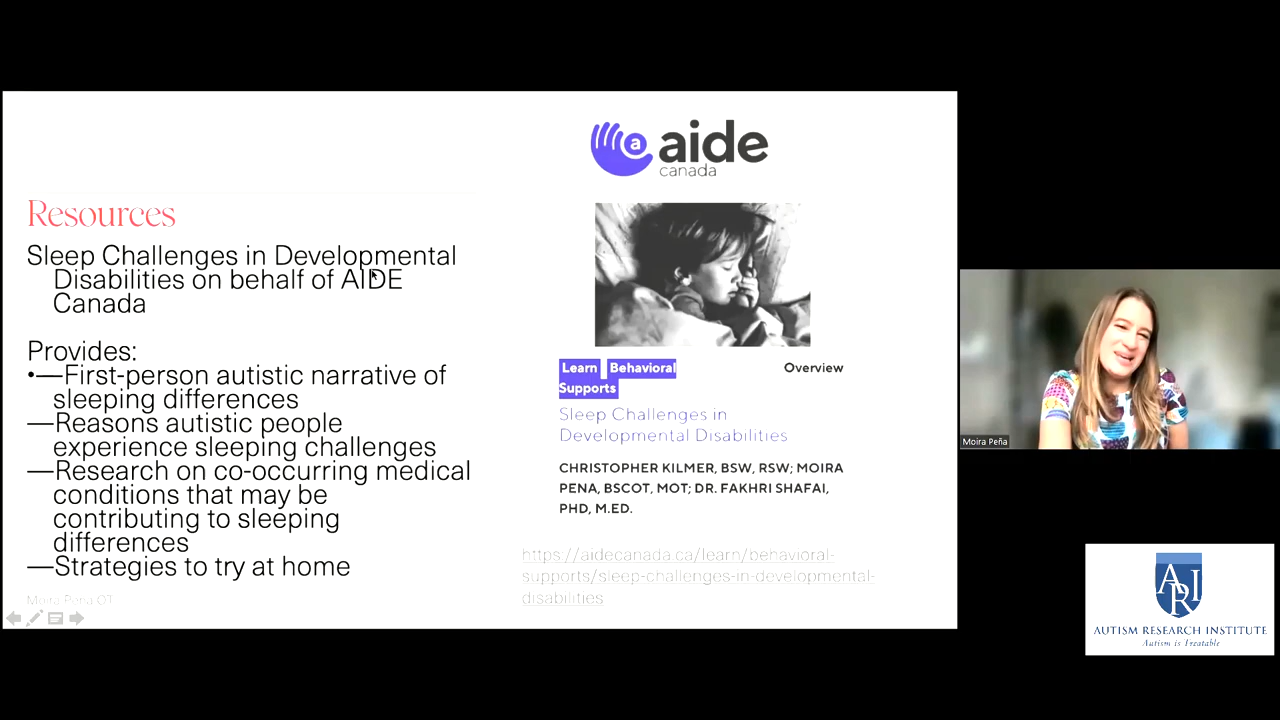 Resources
Sleep Challenges in Developmental
Disabilities on behalf of AIDE
Canada
Provides:
•—First-person autistic narrative of
sleeping differences
—Reasons autistic people
experience sleeping challenges
—Research on co-occurring medical
conditions that may be
contributing to sleeping
differences
—Strategies to try at home
Moira Pena OT
a aide
canada
Learn Behavioral
Supports
Overview
Sleep Challenges in
Developmental Disabilities
CHRISTOPHER KILMER, BSW, RSW; MOIRA
PENA, BSCOT, MOT; DR. FAKHRI SHAFAI,
PHD, M.ED.
https://aidecanada.ca/learn/behavioral-
supports/sleep-challenges-in-developmental-
disabilities
Moira Peña
ARI
AUTISM RESEARCH INSTITUTE
Autism is Treatable